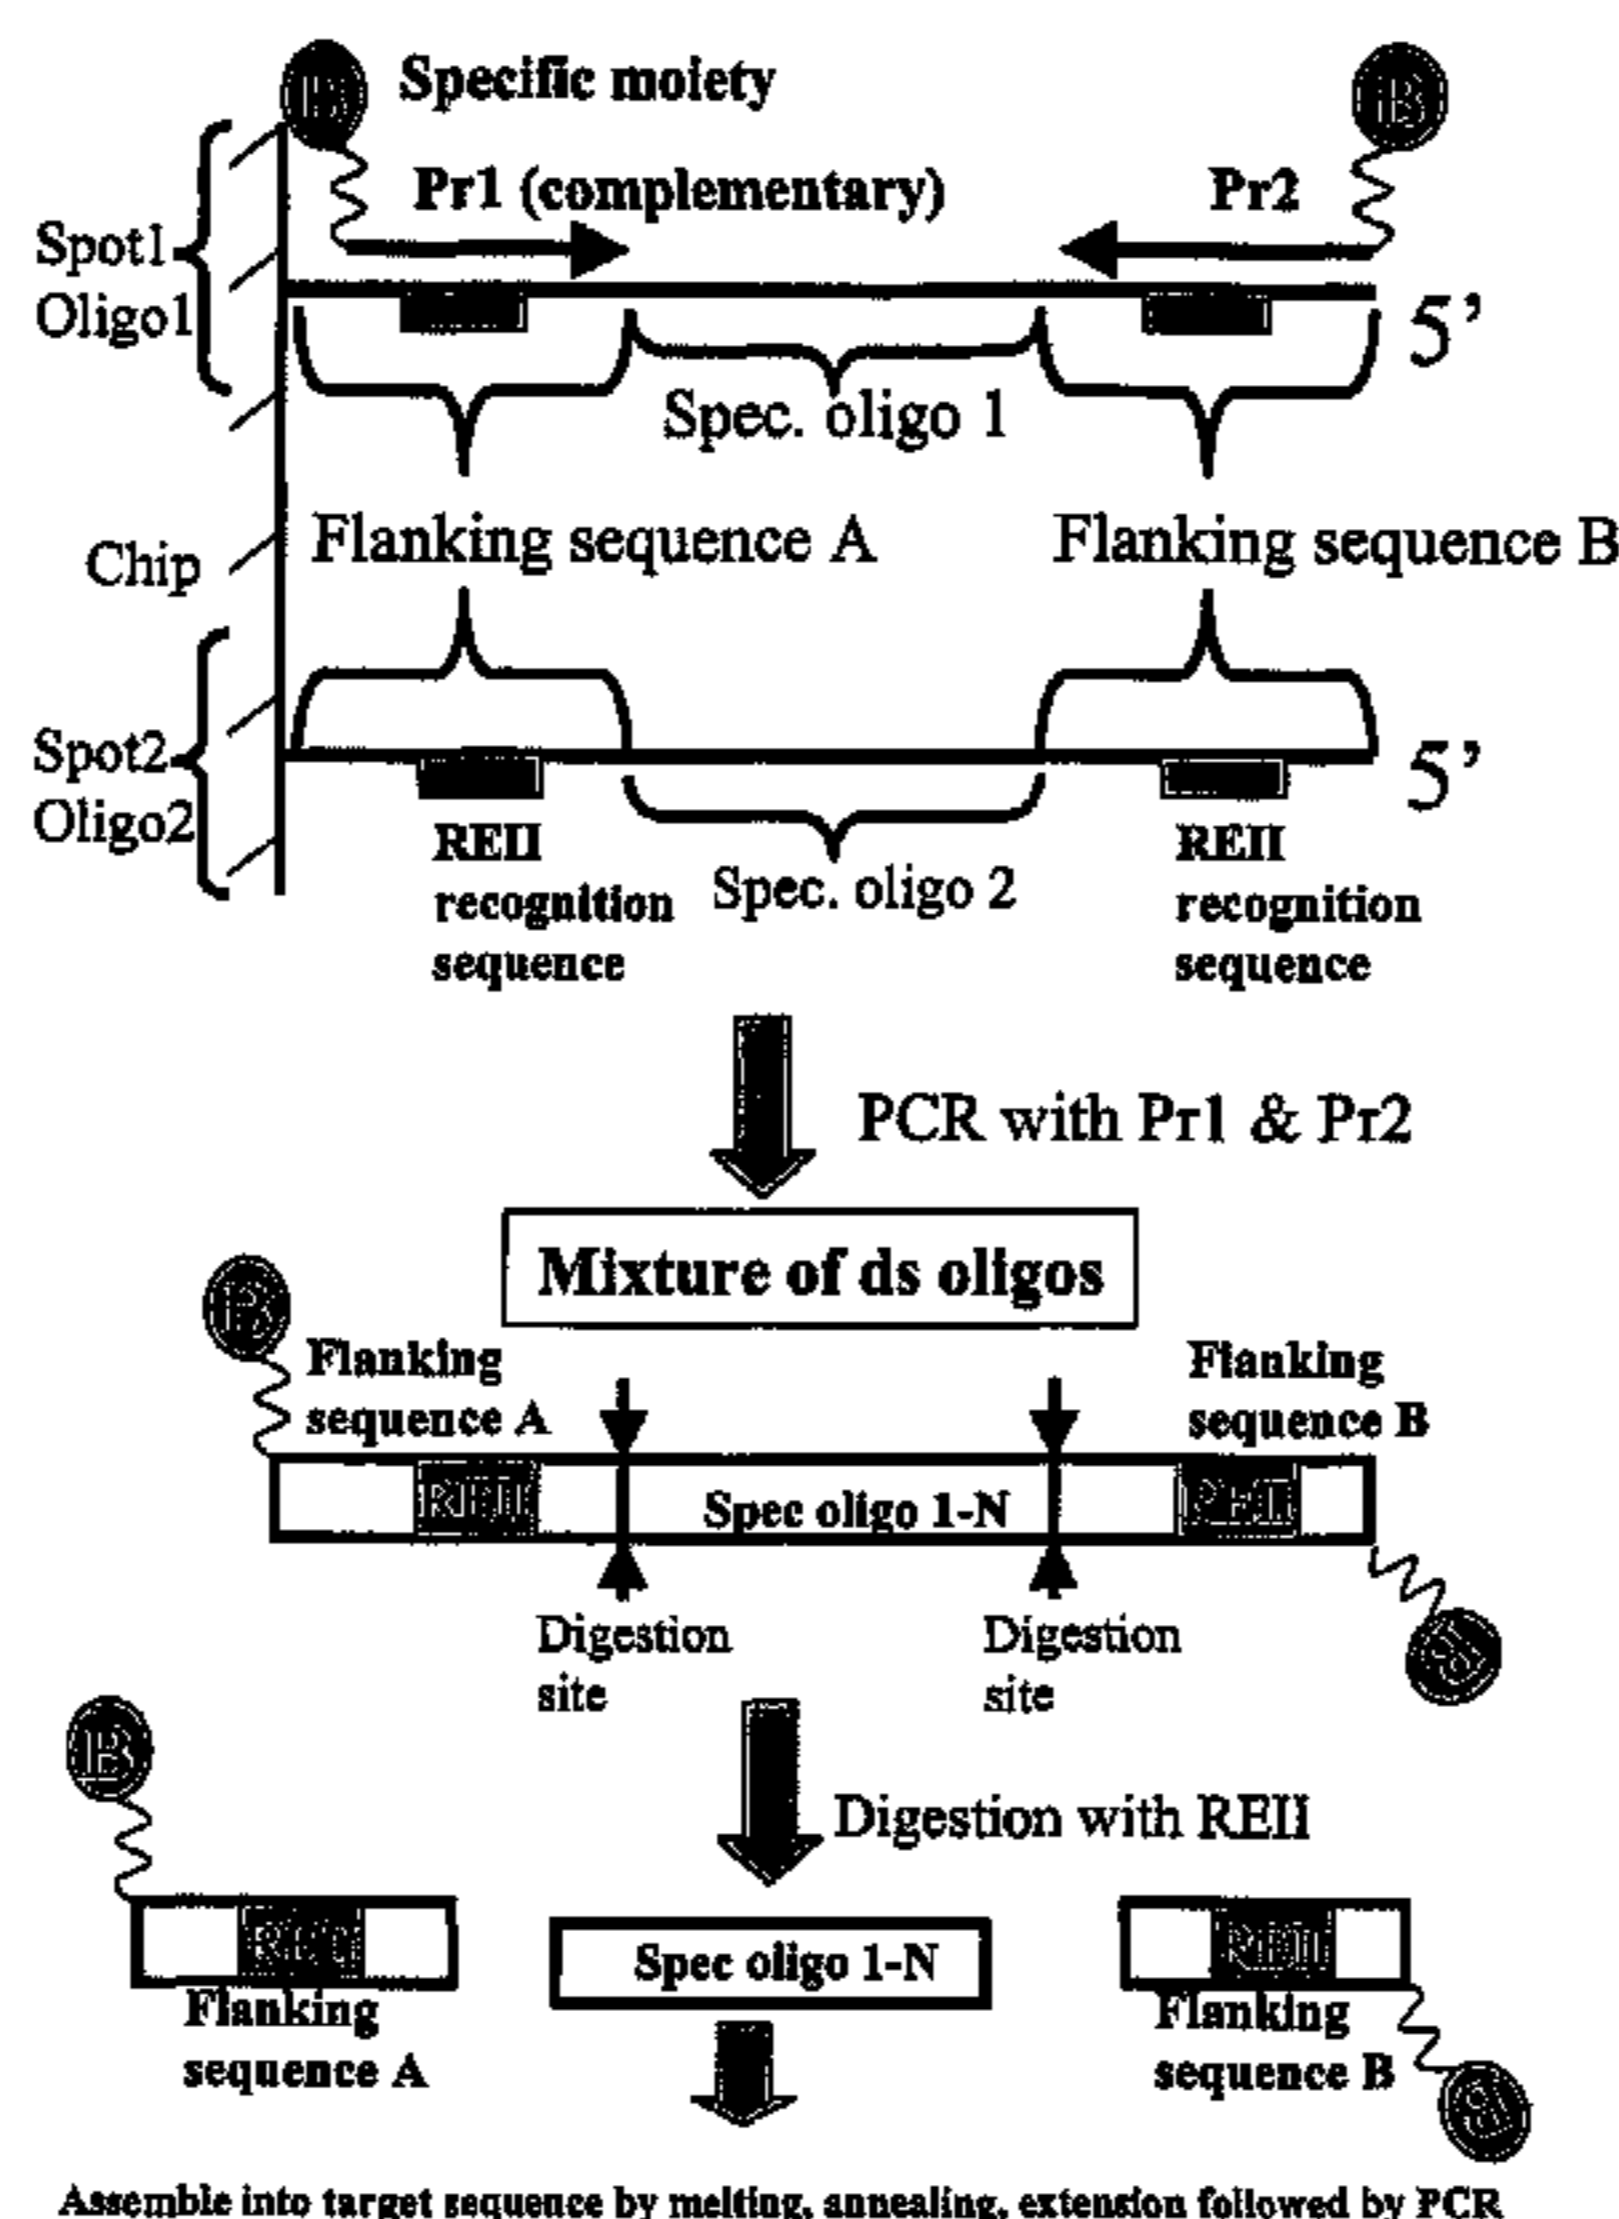 B
Specific moiety
B
Pr1 (complementary)
Pr2
Spot1
Oligo1
5’
Spec. oligo 1
Flanking sequence A
Flanking sequence B
Chip
Spot2
Oligo2
5’
REII
recognition
sequence
Spec. oligo 2
REII
recognition
sequence
PCR with Pr1 & Pr2
Mixture of ds oligos
B
Flanking
sequence A
Flanking
sequence B
REII
Spec oligo 1-N
REII
Digestion
site
Digestion
site
B
B
Digestion with REII
REII
Spec oligo 1-N
REII
Flanking
sequence A
Flanking
sequence B
B
Assemble into target sequence by melting, annealing, extension followed by PCR